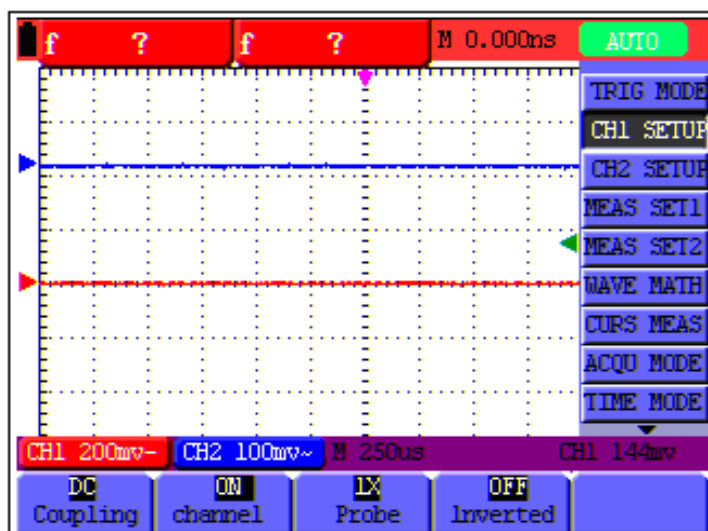 f ? f ? M 0.000ns AUTO
TRIG MODE
CH1 SETUP
CH2 SETUP
MEAS SET1
MEAS SET2
WAVE MATH
CURS MEAS
ACQU MODE
TIME MODE
CH1 200mv- CH2 100mv~ M 250us CH1 144mv
DC ON 1X OFF
Coupling channel Probe Inverted